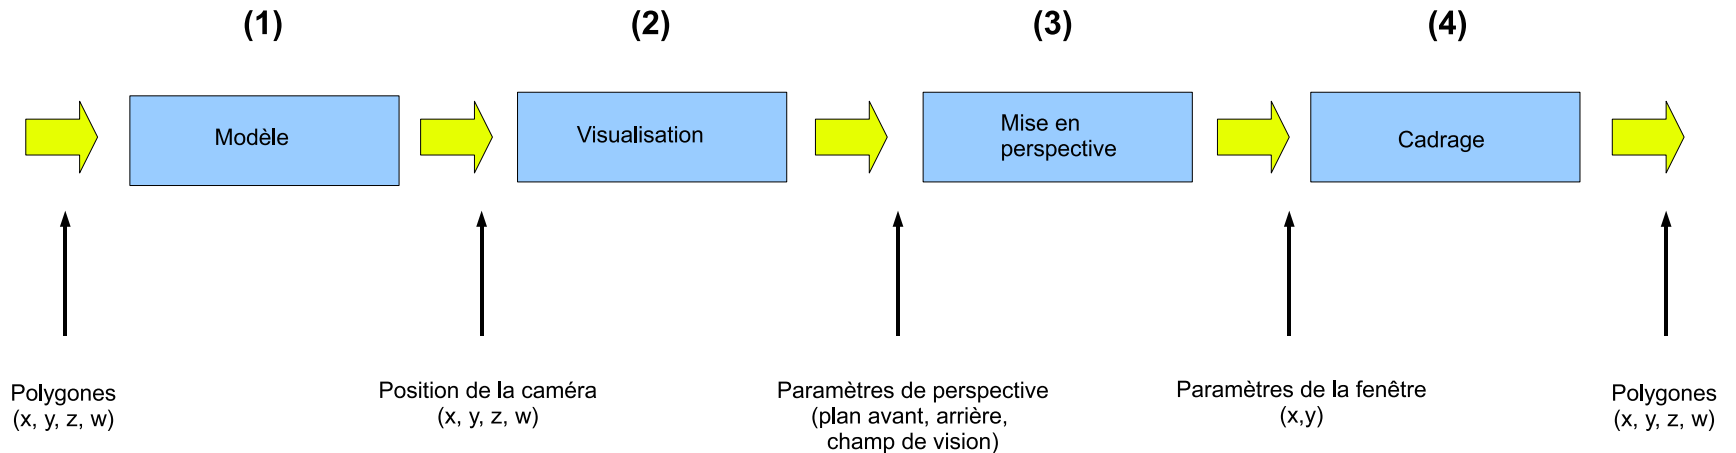 (1)
(2)
(3)
(4)
Modèle
Visualisation
Mise en
perspective
Cadrage
Polygones
(x, y, z, w)
Position de la caméra
(x, y, z, w)
Paramètres de perspective
(plan avant, arrière,
champ de vision)
Paramètres de la fenêtre
(x,y)
Polygones
(x, y, z, w)